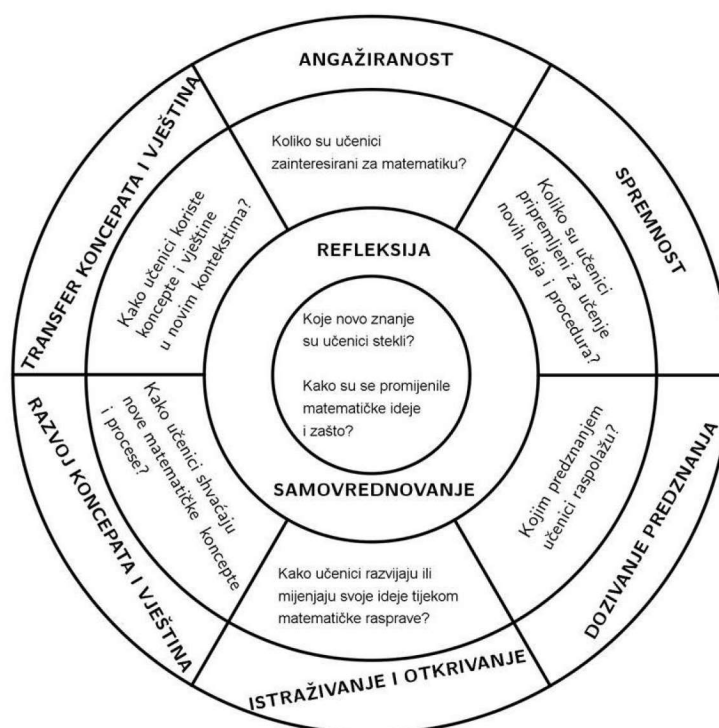 ANGAŽIRANOST
Koliko su učenici
zainteresirani za matematiku?
SPREMNOST
Koliko su učenici
pripremljeni za učenje
novih ideja i procedura?
DOZIVANJE PREDZNANJA
Kojim predznanjem
učenici raspolažu?
ISTRAŽIVANJE I OTKRIVANJE
Kako učenici razvijaju ili
mijenjaju svoje ideje tijekom
matematičke rasprave?
RAZVOJ KONCEPATA I VJEŠTINA
Kako učenici shvaćaju
nove matematičke koncepte
i procese?
TRANSFER KONCEPATA I VJEŠTINA
Kako učenici koriste
koncepte i vještine
u novim kontekstima?
REFLEKSIJA
Koje novo znanje
su učenici stekli?
Kako su se promijenile
matematičke ideje
i zašto?
SAMOVREDNOVANJE